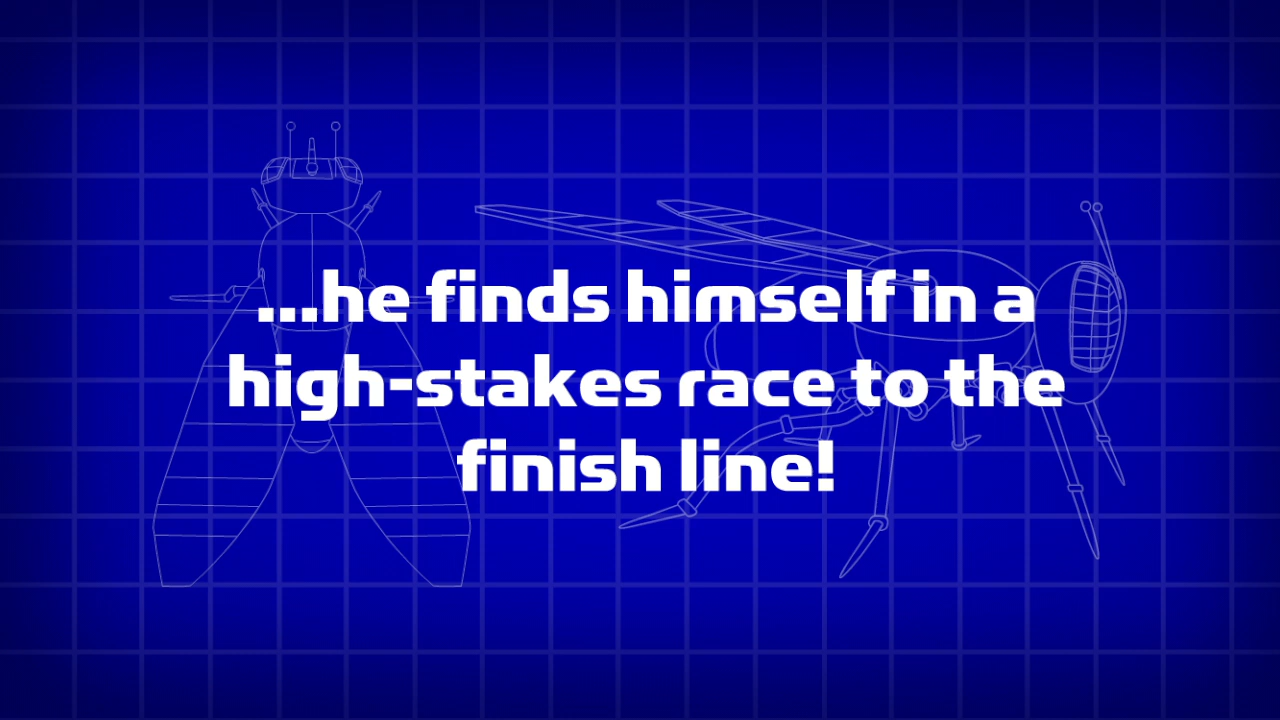 ...he finds himself in a
high-stakes race to the
finish line!